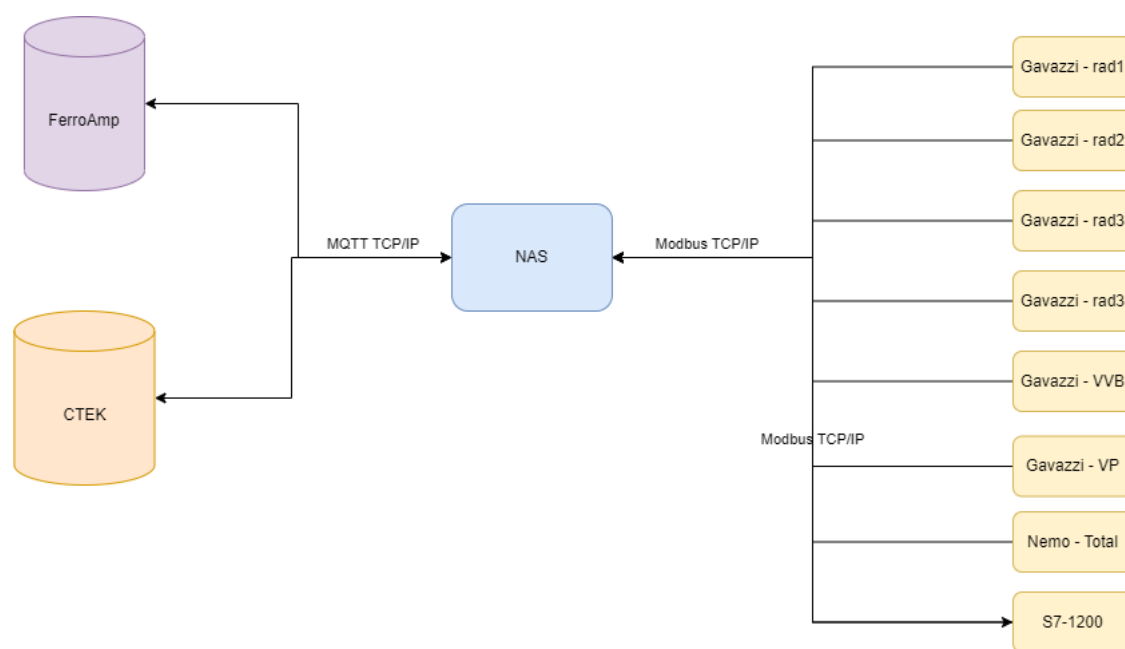 FerroAmp
CTEK
MQTT TCP/IP
NAS
Modbus TCP/IP
Modbus TCP/IP
Gavazzi - rad1
Gavazzi - rad2
Gavazzi - rad3
Gavazzi - rad3
Gavazzi - VVB
Gavazzi - VP
Nemo - Total
S7-1200